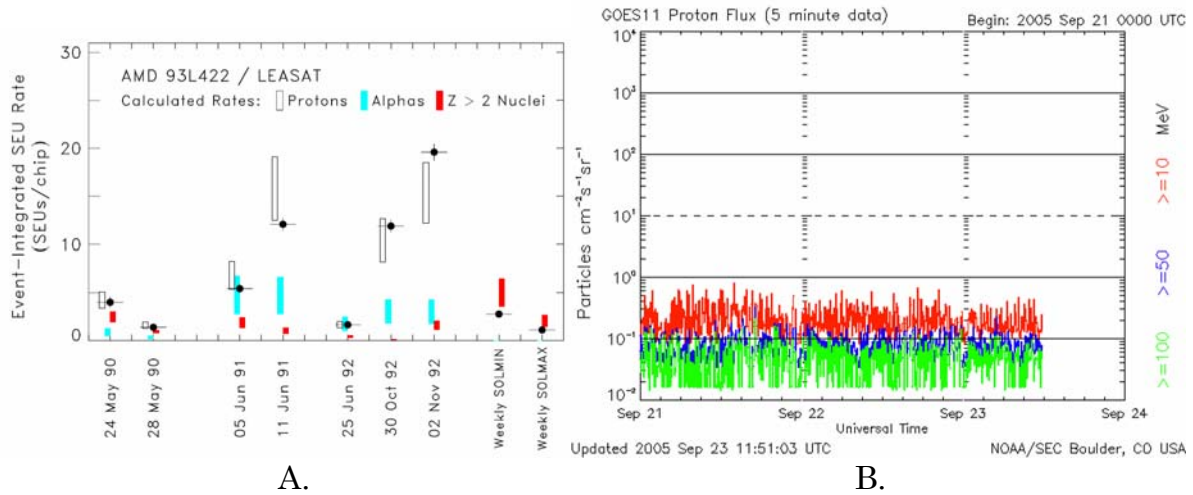 30
20
10
0
Event-Integrated SEU Rate
(SEUs/chip)
AMD 93L422 / LEASAT
Calculated Rates: Protons Alphas Z > 2 Nuclei
24 May 90
28 May 90
05 Jun 91
11 Jun 91
25 Jun 92
30 Oct 92
02 Nov 92
Weekly SOLMIN
Weekly SOLMAX
A.
GOES11 Proton Flux (5 minute data) Begin: 2005 Sep 21 0000 UTC
10⁴
10³
10²
10¹
10⁰
10⁻¹
10⁻²
Particles cm⁻²s⁻¹sr⁻¹
MeV
>=10
>=50
>=100
Sep 21 Sep 22 Sep 23 Sep 24
Universal Time
Updated 2005 Sep 23 11:51:03 UTC NOAA/SEC Boulder, CO USA
B.